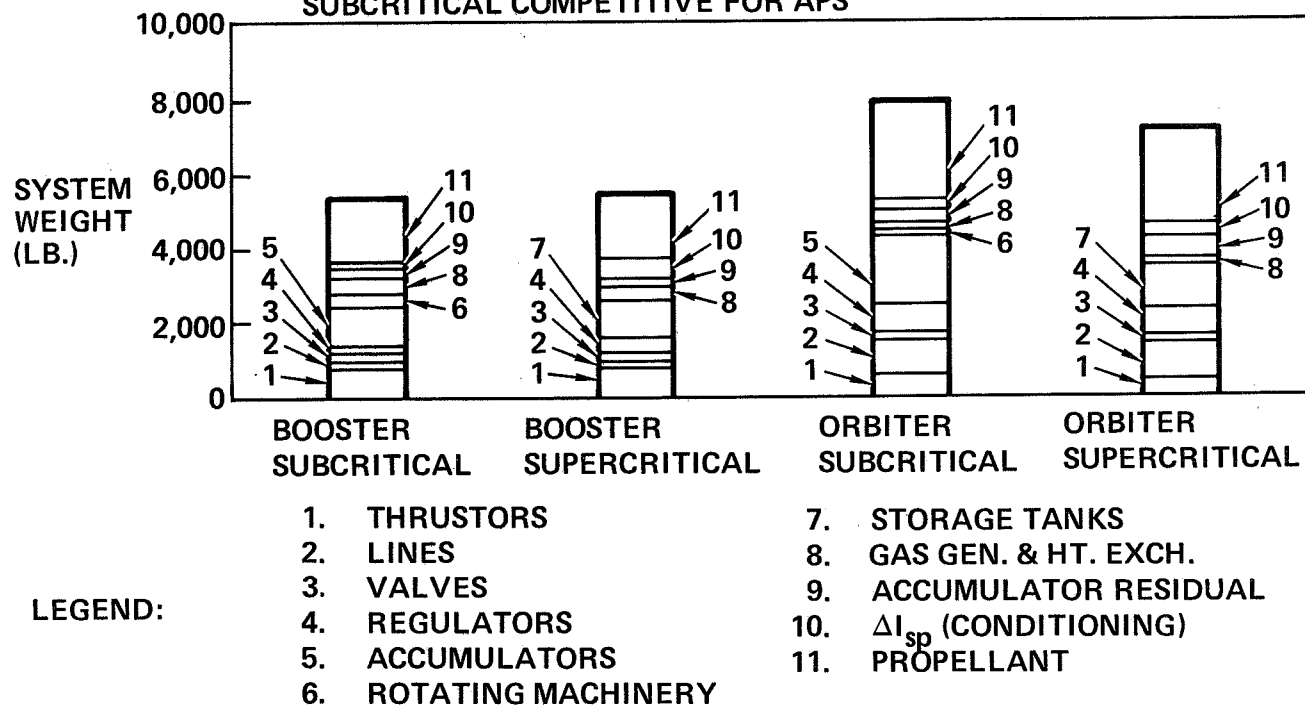 SUBCRITICAL COMPETITIVE FOR APS
10,000
8,000
6,000
4,000
2,000
0
SYSTEM
WEIGHT
(LB.)
5
4
3
2
1
11
10
9
8
6
7
4
3
2
1
11
10
9
8
5
4
3
2
1
11
10
9
8
6
7
4
3
2
1
11
10
9
8
BOOSTER
SUBCRITICAL
BOOSTER
SUPERCRITICAL
ORBITER
SUBCRITICAL
ORBITER
SUPERCRITICAL
LEGEND:
1. THRUSTORS
2. LINES
3. VALVES
4. REGULATORS
5. ACCUMULATORS
6. ROTATING MACHINERY
7. STORAGE TANKS
8. GAS GEN. & HT. EXCH.
9. ACCUMULATOR RESIDUAL
10. ΔIsp (CONDITIONING)
11. PROPELLANT